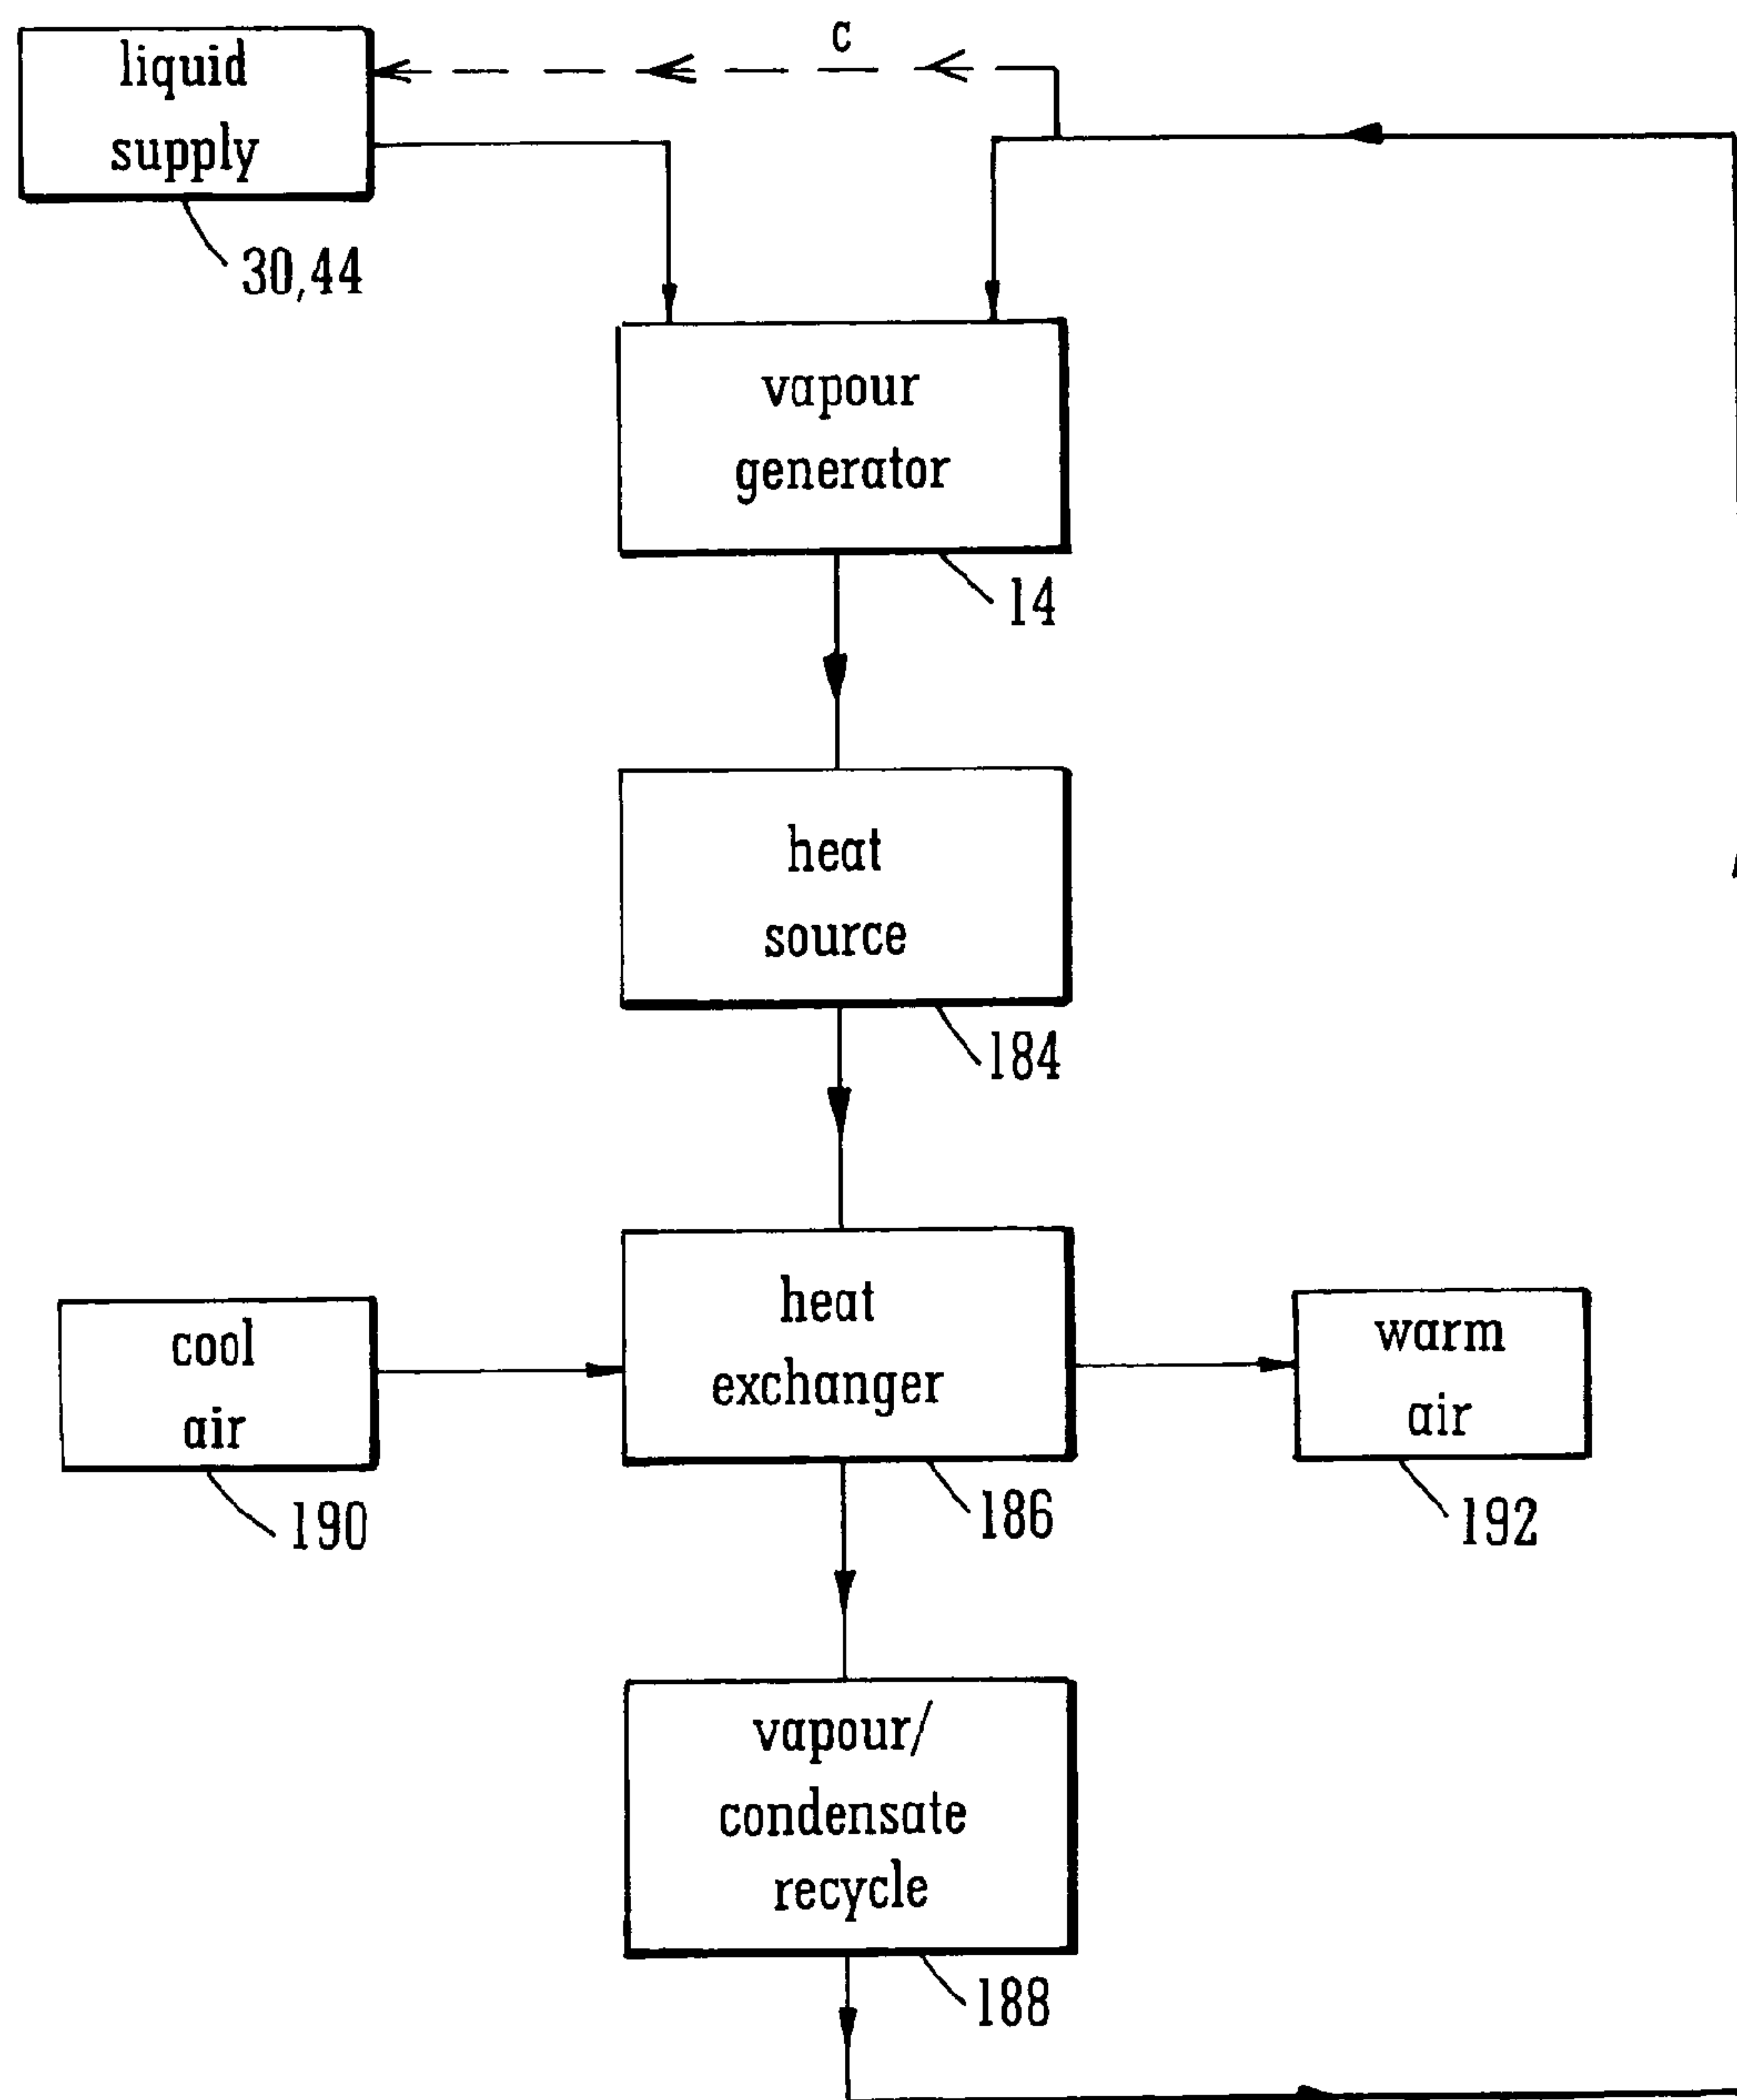 c
liquid
supply
30,44
vapour
generator
14
heat
source
184
heat
exchanger
186
cool
air
190
warm
air
192
vapour/
condensate
recycle
188